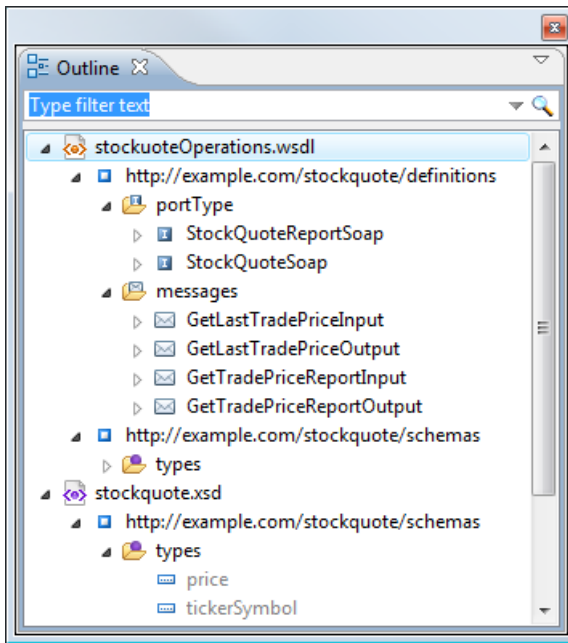 Outline
Type filter text
stockuoteOperations.wsdl
http://example.com/stockquote/definitions
portType
StockQuoteReportSoap
StockQuoteSoap
messages
GetLastTradePriceInput
GetLastTradePriceOutput
GetTradePriceReportInput
GetTradePriceReportOutput
http://example.com/stockquote/schemas
types
stockquote.xsd
http://example.com/stockquote/schemas
types
price
tickerSymbol